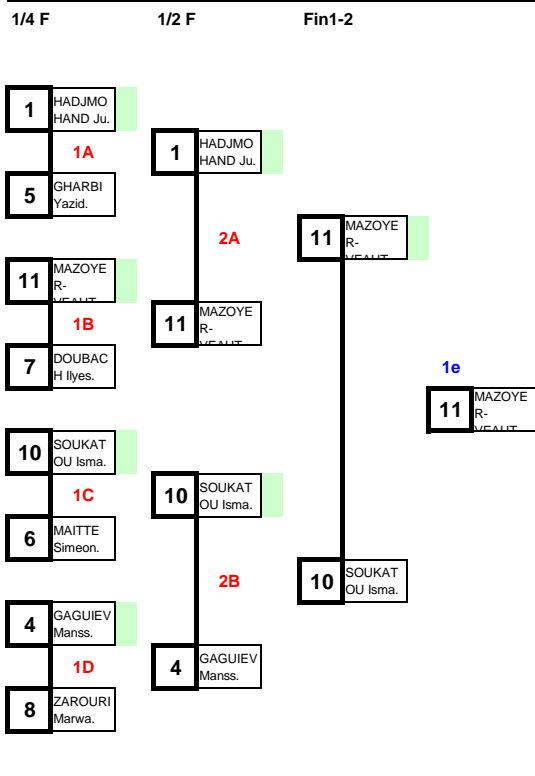 1/4 F 1/2 F Fin1-2
1 HADJMO
HAND Ju.
1A
5 GHARBI
Yazid.
11 MAZOYE
R-
VEAUT
1B
7 DOUBAC
H Ilyes.
10 SOUKAT
OU Isma.
1C
6 MAITTE
Simeon.
4 GAGUIEV
Manss.
1D
8 ZAROURI
Marwa.
1 HADJMO
HAND Ju.
2A
11 MAZOYE
R-
VEAUT
10 SOUKAT
OU Isma.
2B
4 GAGUIEV
Manss.
11 MAZOYE
R-
10 SOUKAT
OU Isma.
1e
11 MAZOYE
R-
VEAUT